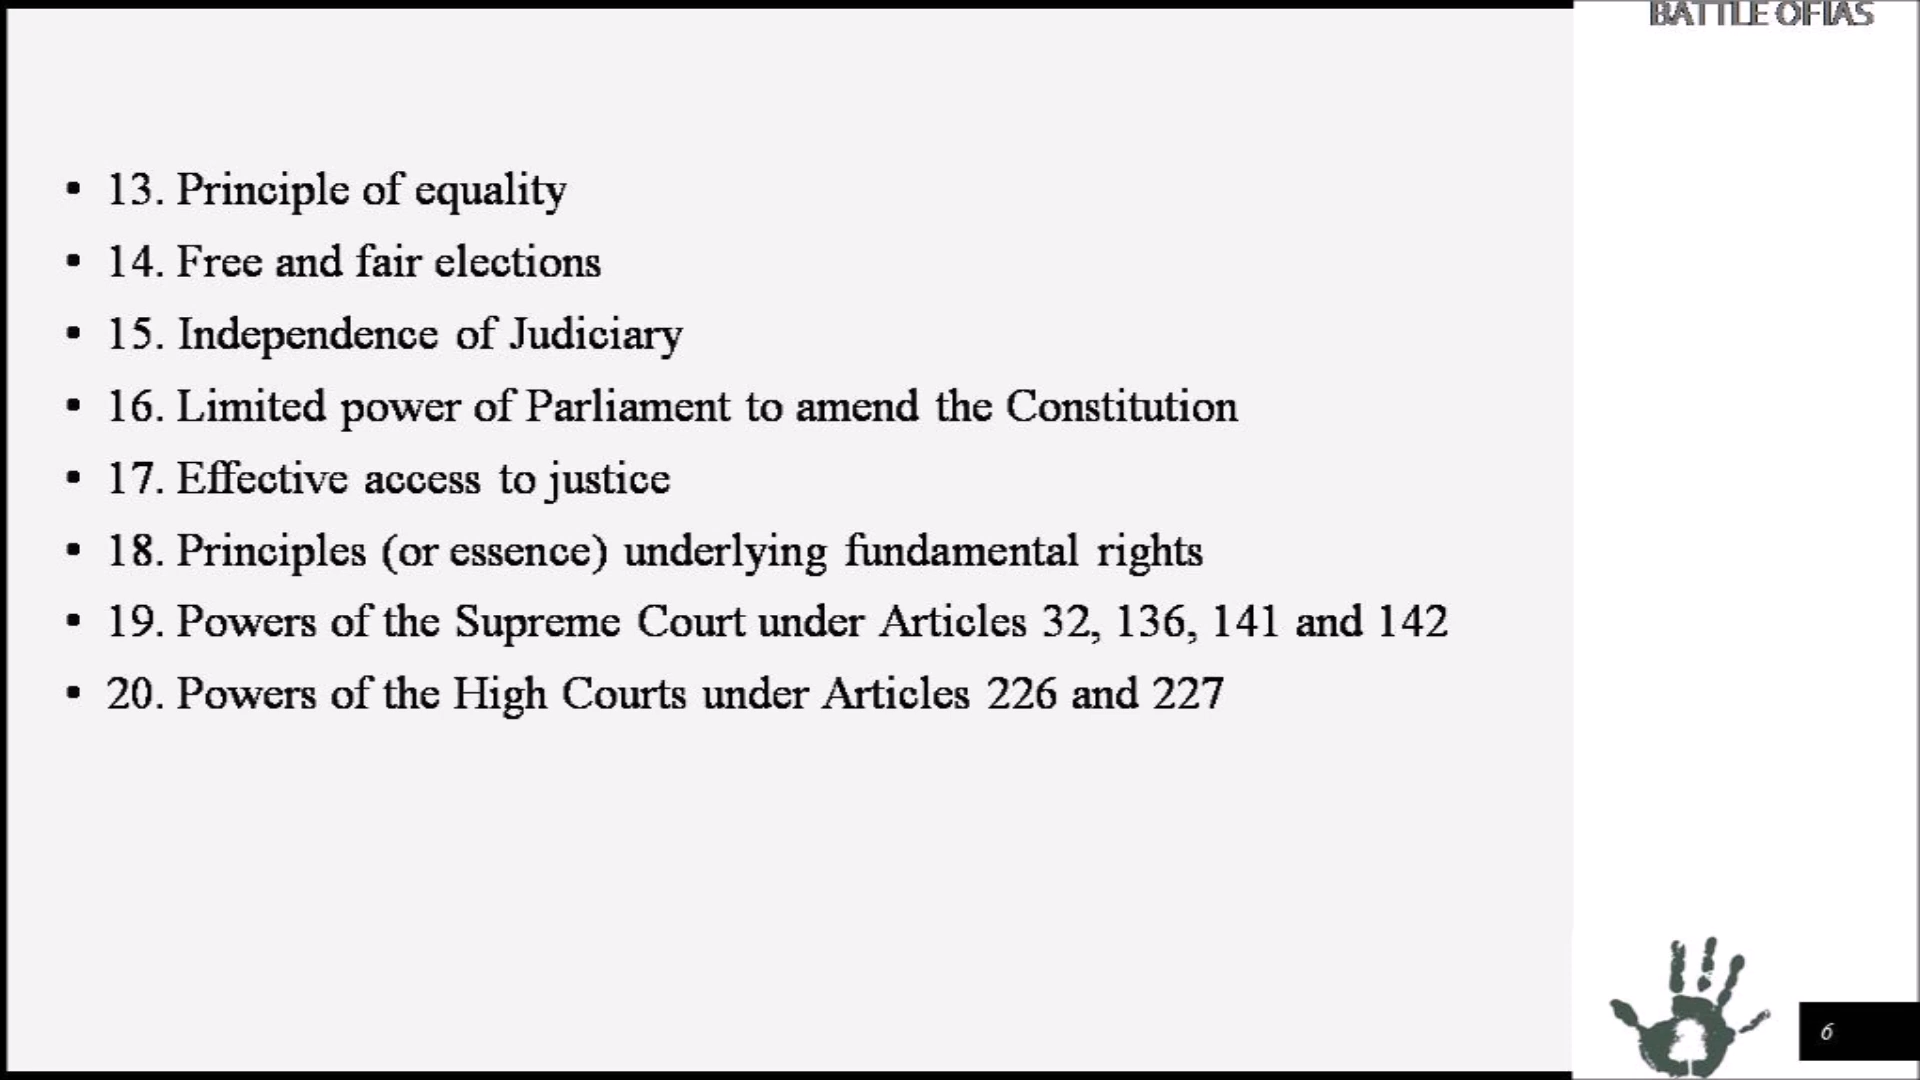 BATTLE OF IAS
• 13. Principle of equality
• 14. Free and fair elections
• 15. Independence of Judiciary
• 16. Limited power of Parliament to amend the Constitution
• 17. Effective access to justice
• 18. Principles (or essence) underlying fundamental rights
• 19. Powers of the Supreme Court under Articles 32, 136, 141 and 142
• 20. Powers of the High Courts under Articles 226 and 227
6